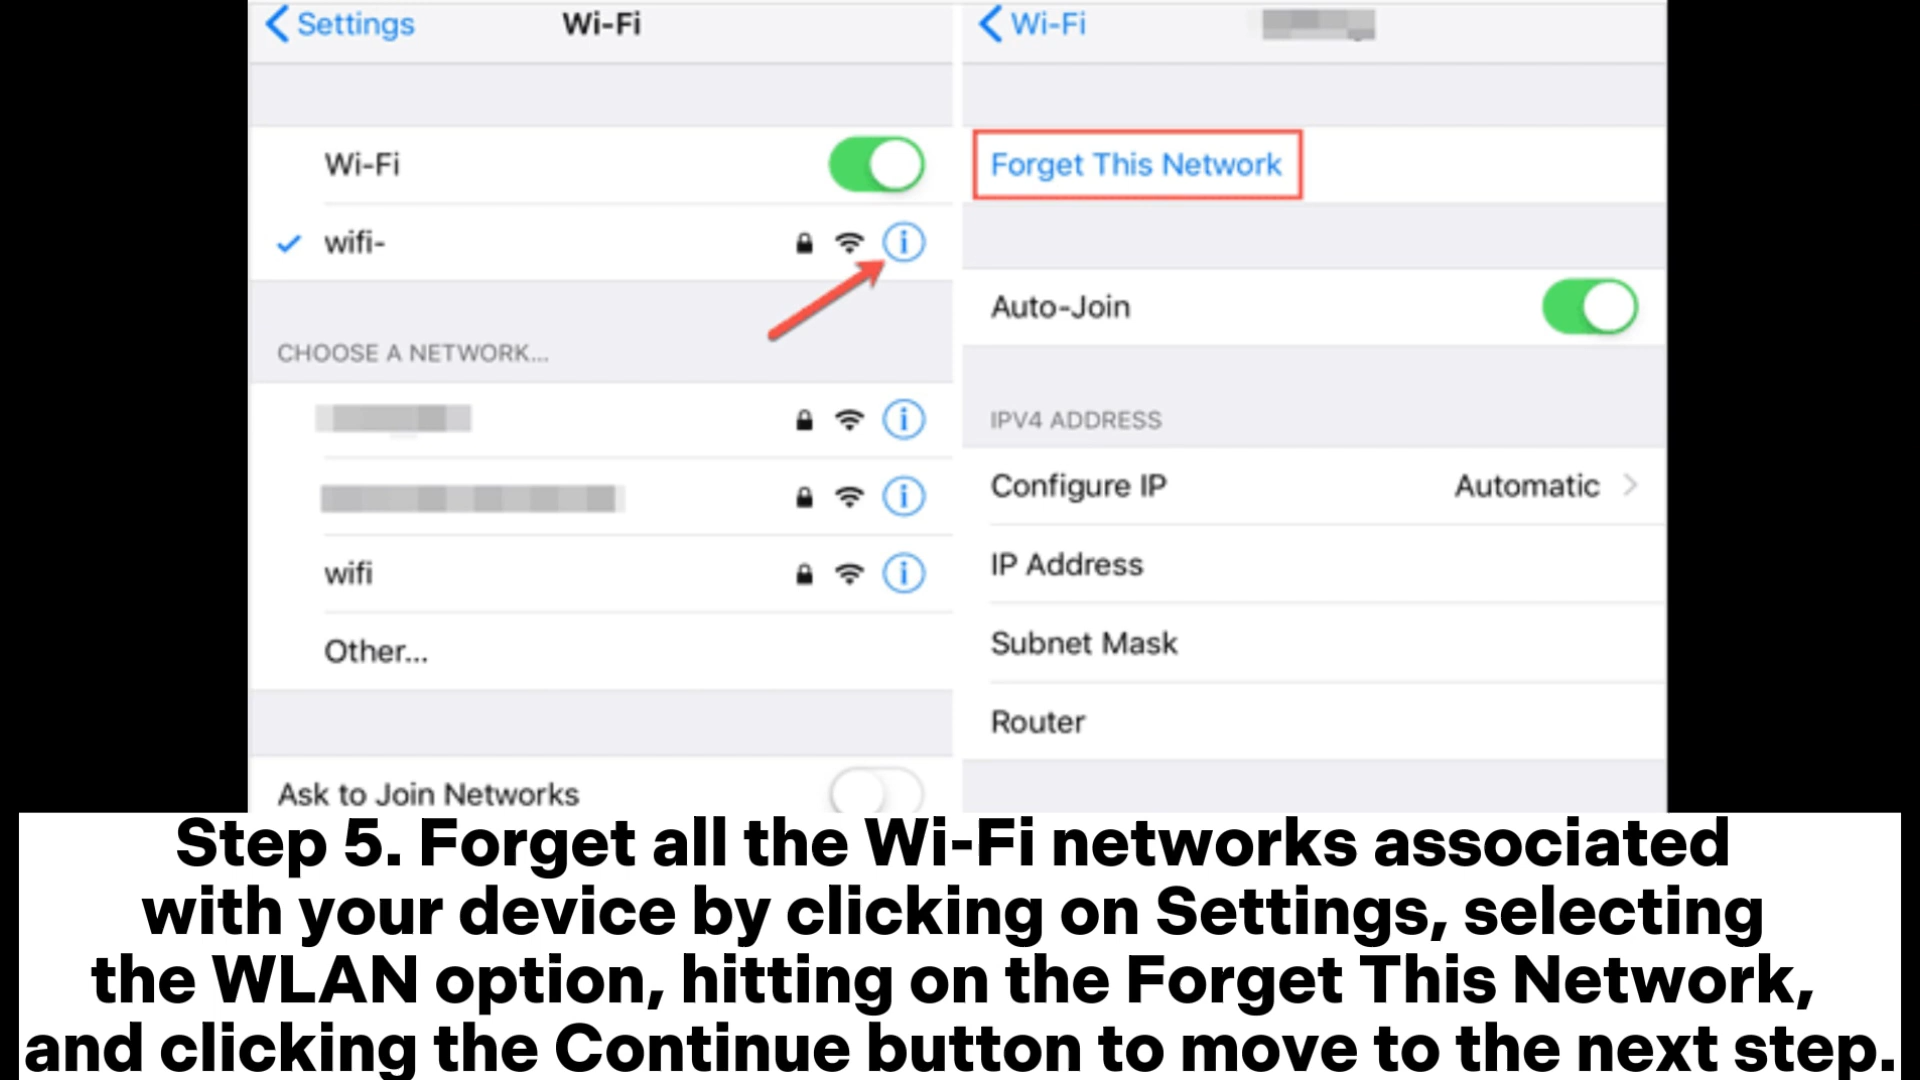 Settings
Wi-Fi
Wi-Fi
wifi-
CHOOSE A NETWORK...
wifi
Other...
Ask to Join Networks
Wi-Fi
Forget This Network
Auto-Join
IPV4 ADDRESS
Configure IP Automatic
IP Address
Subnet Mask
Router
Step 5. Forget all the Wi-Fi networks associated
with your device by clicking on Settings, selecting
the WLAN option, hitting on the Forget This Network,
and clicking the Continue button to move to the next step.